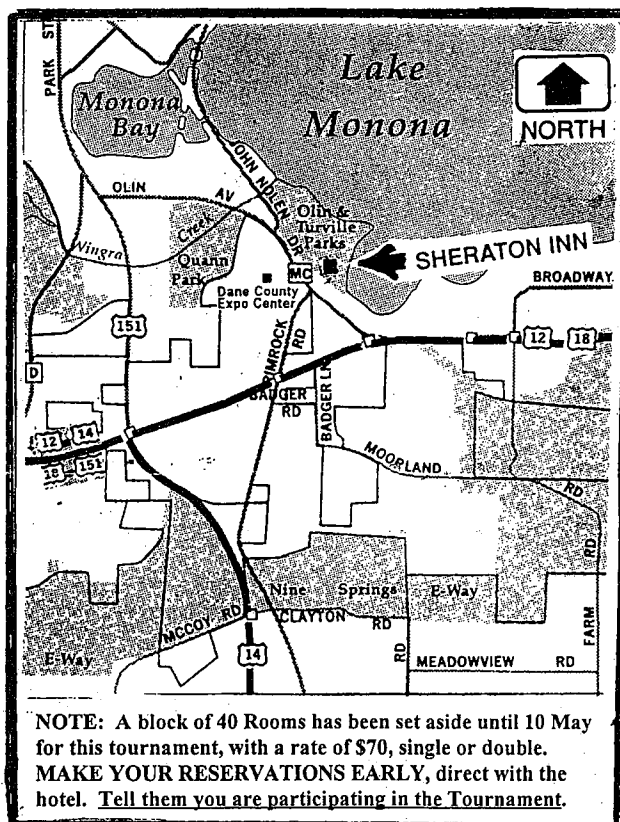 PARK ST
Lake
Monona
Monona
Bay
NORTH
JOHN NOLEN DR
OLIN AV
Olin &
Turville
Parks
SHERATON INN
Wingra Creek
Quann
Park
MC
Dane County
Expo Center
BROADWAY
151
RIMROCK RD
12 18
D
BADGER
RD
BADGER LN
12 14
18 151
MOORLAND RD
Nine Springs E-Way
MCCOY RD
CLAYTON RD
RD
FARM RD
E-Way
14
MEADOWVIEW RD
NOTE: A block of 40 Rooms has been set aside until 10 May
for this tournament, with a rate of $70, single or double.
MAKE YOUR RESERVATIONS EARLY, direct with the
hotel. Tell them you are participating in the Tournament.